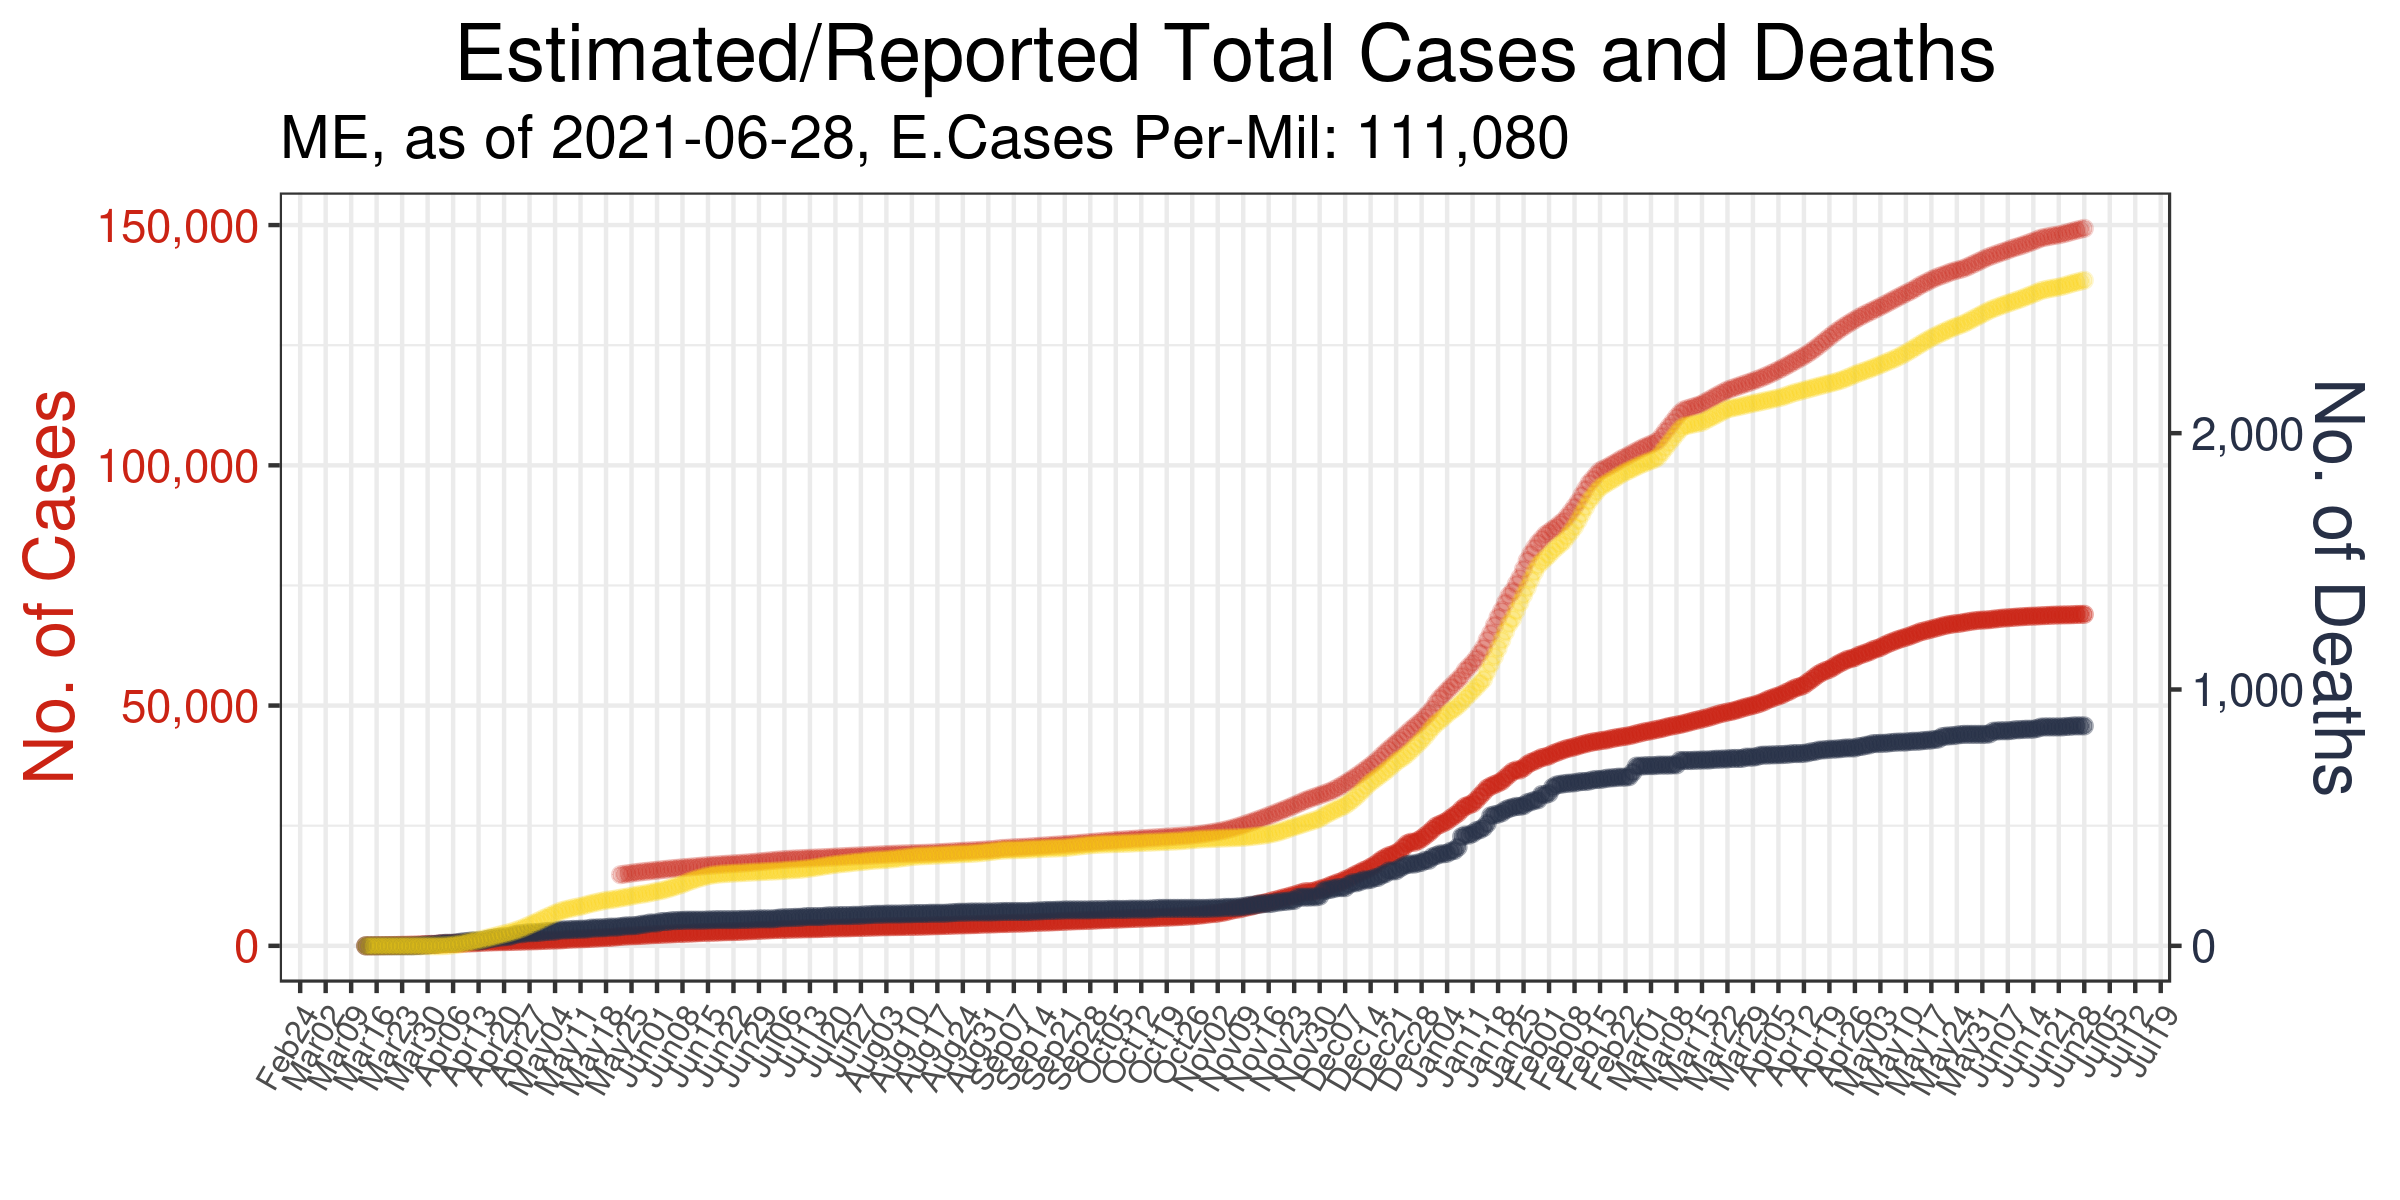 Estimated/Reported Total Cases and Deaths
ME, as of 2021-06-28, E.Cases Per-Mil: 111,080
No. of Cases
150,000
100,000
50,000
0
No. of Deaths
2,000
1,000
0
Feb24
Mar02
Mar09
Mar16
Mar23
Mar30
Apr06
Apr13
Apr20
Apr27
May04
May11
May18
May25
Jun01
Jun08
Jun15
Jun22
Jun29
Jul06
Jul13
Jul20
Jul27
Aug03
Aug10
Aug17
Aug24
Aug31
Sep07
Sep14
Sep21
Sep28
Oct05
Oct12
Oct19
Oct26
Nov02
Nov09
Nov16
Nov23
Nov30
Dec07
Dec14
Dec21
Dec28
Jan04
Jan11
Jan18
Jan25
Feb01
Feb08
Feb15
Feb22
Mar01
Mar08
Mar15
Mar22
Mar29
Apr05
Apr12
Apr19
Apr26
May03
May10
May17
May24
May31
Jun07
Jun14
Jun21
Jun28
Jul05
Jul12
Jul19